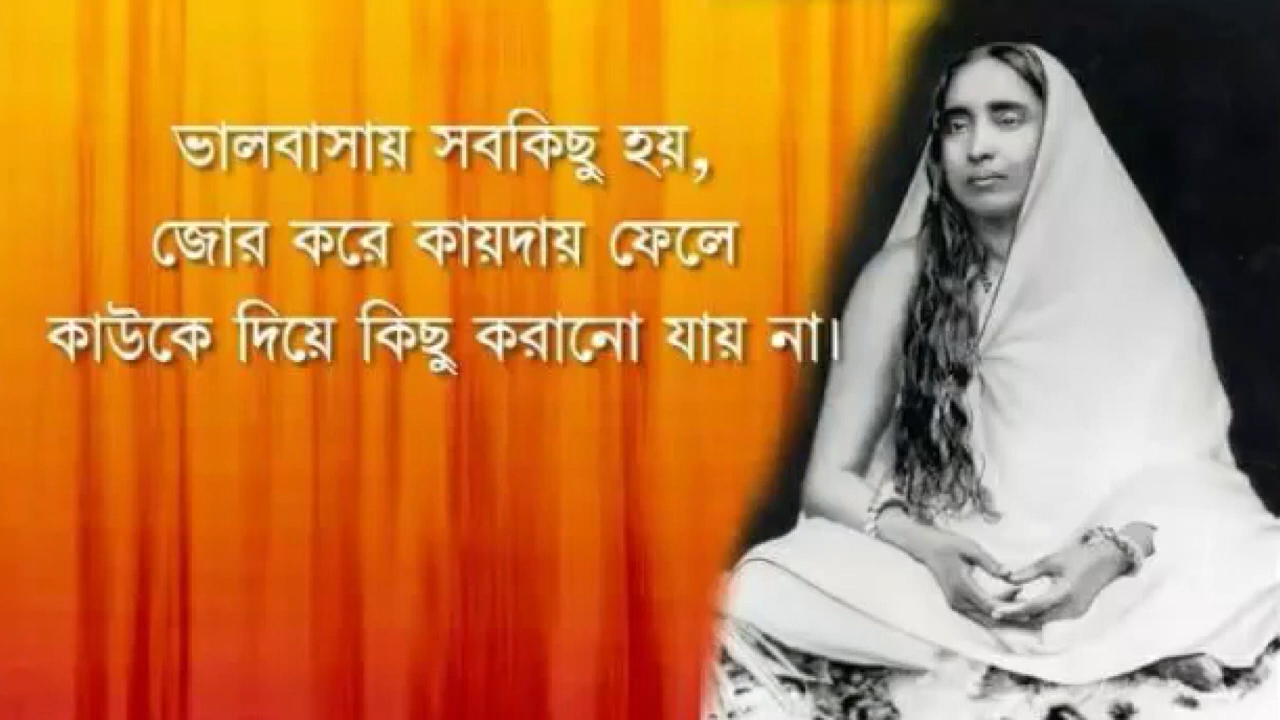 ভালবাসায় সবকিছু হয়,
জোর করে কায়দায় ফেলে
কাউকে দিয়ে কিছু করানো যায় না।